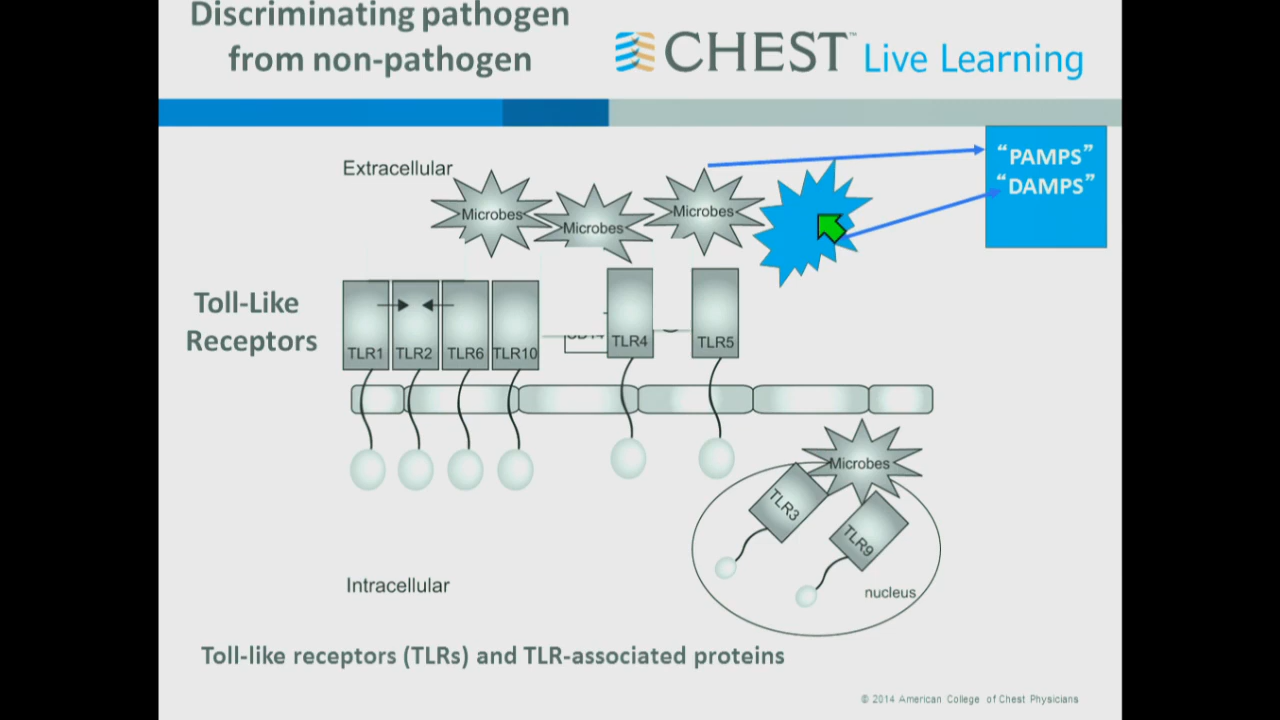 Discriminating pathogen
from non-pathogen
CHEST™ Live Learning
Extracellular
Microbes
Microbes
Microbes
“PAMPS”
“DAMPS”
Toll-Like
Receptors
TLR1
TLR2
TLR6
TLR10
TLR4
TLR5
Microbes
TLR3
TLR9
nucleus
Intracellular
Toll-like receptors (TLRs) and TLR-associated proteins
© 2014 American College of Chest Physicians